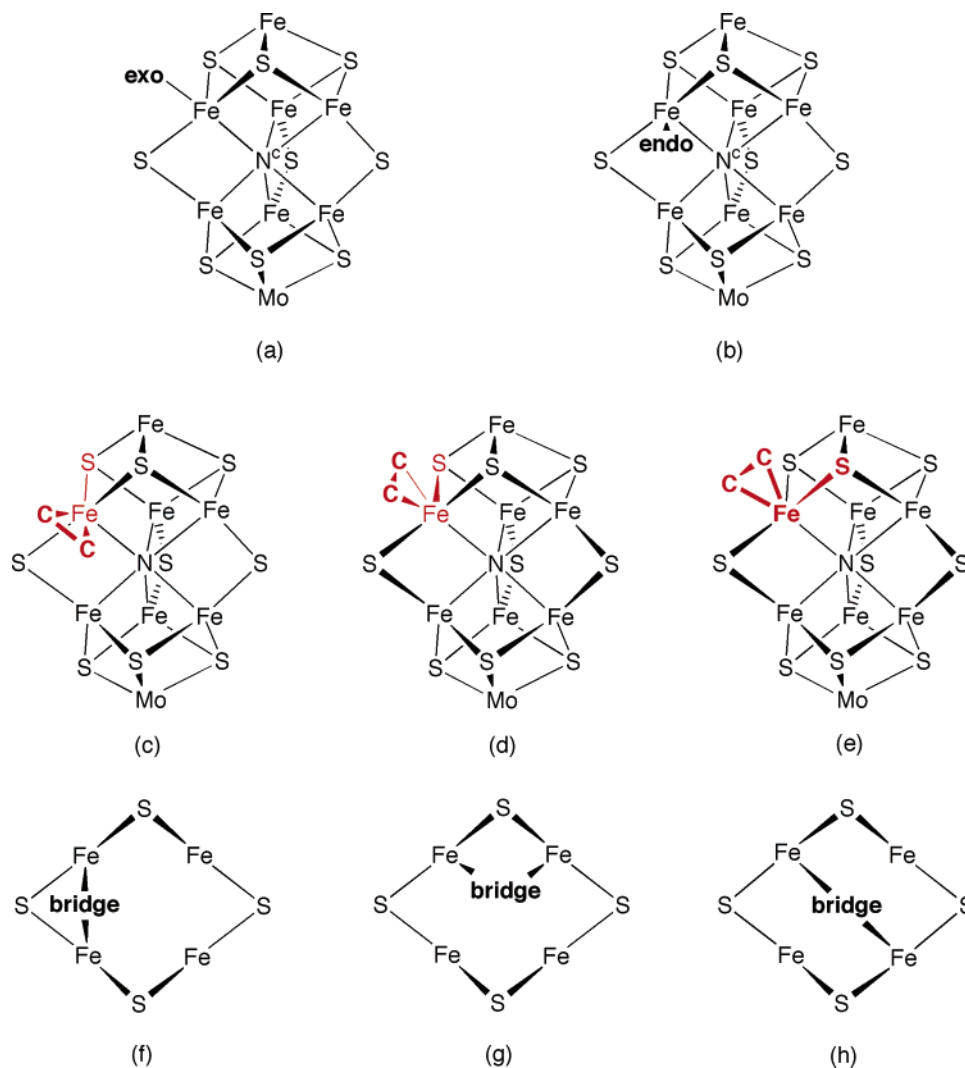 Fe
S S S
exo
Fe Fe Fe
S Nᶜ S S
Fe Fe Fe
S S S
Mo
(a)
Fe
S S S
Fe Fe Fe
endo
S Nᶜ S S
Fe Fe Fe
S S S
Mo
(b)
Fe
S S S
C Fe Fe Fe
C
S N S S
Fe Fe Fe
S S S
Mo
(c)
Fe
C S S S
C
Fe Fe Fe
S N S S
Fe Fe Fe
S S S
Mo
(d)
Fe
C S S S
C
Fe Fe Fe
S N S S
Fe Fe Fe
S S S
Mo
(e)
S
Fe Fe
S bridge S
Fe Fe
S
(f)
S
Fe Fe
bridge
S S
Fe Fe
S
(g)
S
Fe Fe
S bridge S
Fe Fe
S
(h)